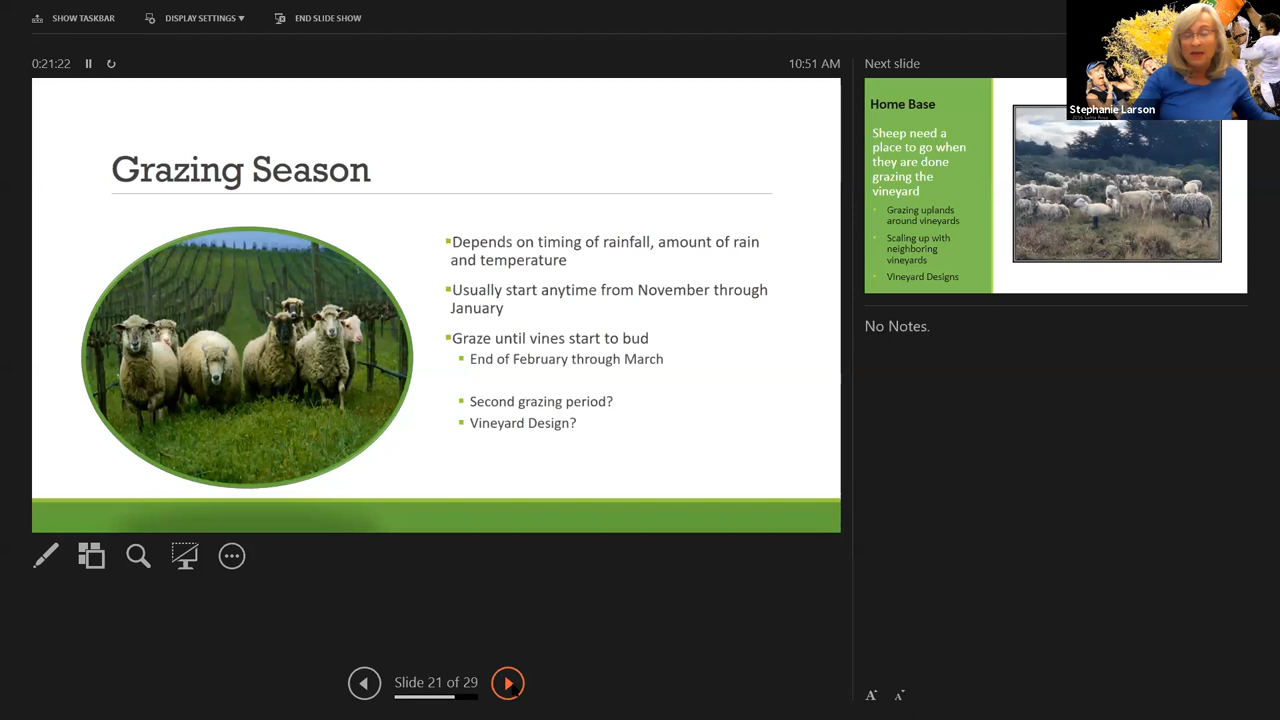 SHOW TASKBAR
DISPLAY SETTINGS ▼
END SLIDE SHOW
0:21:22
10:51 AM
Grazing Season
Depends on timing of rainfall, amount of rain
and temperature
Usually start anytime from November through
January
Graze until vines start to bud
End of February through March
Second grazing period?
Vineyard Design?
Slide 21 of 29
Next slide
Stephanie Larson
Home Base
Sheep need a
place to go when
they are done
grazing the
vineyard
Grazing uplands
around vineyards
Scaling up with
neighboring
vineyards
Vineyard Designs
No Notes.
A A